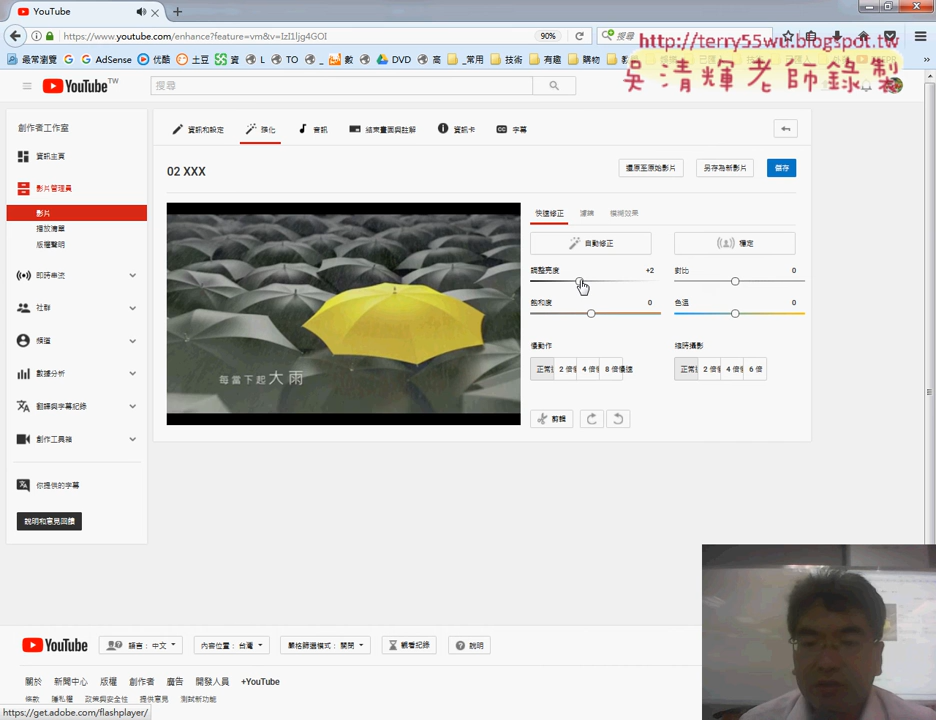 YouTube
https://www.youtube.com/enhance?feature=vm&v=lzl1ljg4GOI
90%
搜尋
http://terry55wu.blogspot.tw
吳清輝老師錄製
最常瀏覽
AdSense
優酷
土豆
資
L
TO
數
教
DVD
高
_常用
技術
有趣
購物
YouTube TW
搜尋
創作者工作室
資訊主頁
影片管理員
影片
播放清單
版權聲明
即時串流
社群
頻道
數據分析
翻譯與字幕記錄
創作工具箱
你提供的字幕
說明和意見回饋
資訊和設定
強化
音訊
結束畫面與註解
資訊卡
CC
字幕
02 XXX
還原至原始影片
另存為新影片
儲存
每當下起大雨
快速修正
濾鏡
模糊效果
自動修正
穩定
調整亮度
+2
對比
0
飽和度
0
色溫
0
慢動作
縮時攝影
正常
2 倍
4 倍
8 倍慢速
正常
2 倍
4 倍
6 倍
剪輯
YouTube
語言：中文
內容位置：台灣
嚴格篩選模式：關閉
觀看記錄
說明
關於
新聞中心
版權
創作者
廣告
開發人員
+YouTube
條款
隱私權
政策與安全性
提供意見
測試新功能
https://get.adobe.com/flashplayer/